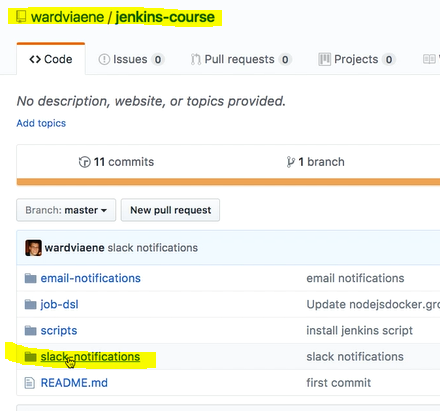 wardviaene / jenkins-course
Code Issues 0 Pull requests 0 Projects 0
No description, website, or topics provided.
Add topics
11 commits 1 branch
Branch: master New pull request
wardviaene slack notifications
email-notifications email notifications
job-dsl Update nodejsdocker.gro
scripts install jenkins script
slack-notifications slack notifications
README.md first commit